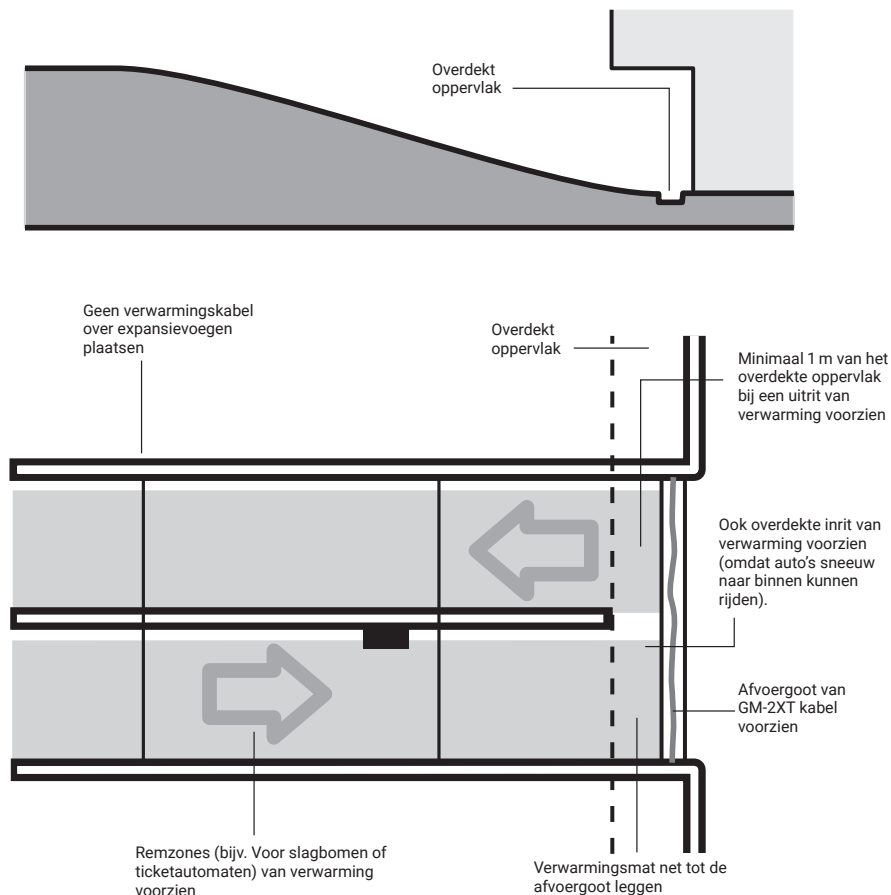 Overdekt
oppervlak
Geen verwarmingskabel
over expansievoegen
plaatsen
Overdekt
oppervlak
Minimaal 1 m van het
overdekte oppervlak
bij een uitrit van
verwarming voorzien
Ook overdekte inrit van
verwarming voorzien
(omdat auto's sneeuw
naar binnen kunnen
rijden).
Afvoergoot van
GM-2XT kabel
voorzien
Remzones (bijv. Voor slagbomen of
ticketautomaten) van verwarming
voorzien
Verwarmingsmat net tot de
afvoergoot leggen